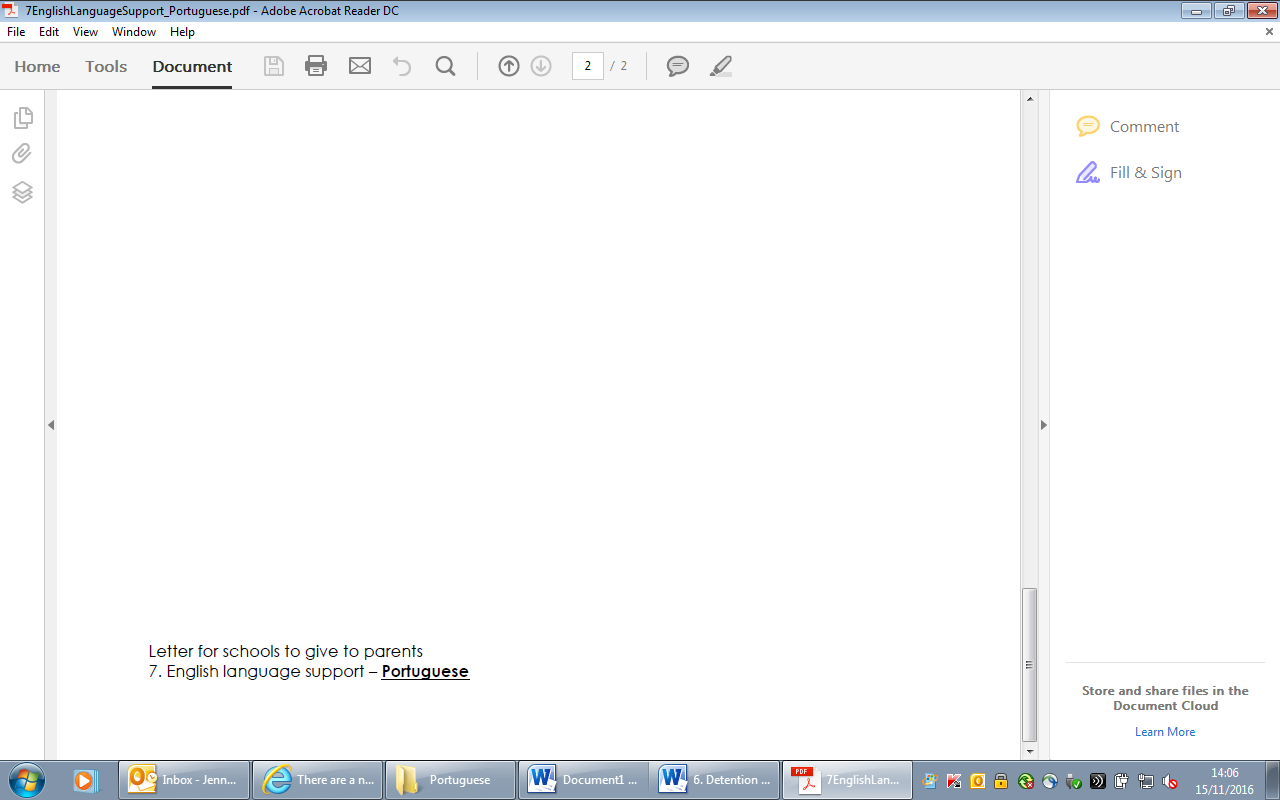 7EnglishLanguageSupport_Portuguese.pdf - Adobe Acrobat Reader DC
File Edit View Window Help
Home Tools Document 2 / 2
Comment
Fill & Sign
Letter for schools to give to parents
7. English language support – Portuguese
Store and share files in the
Document Cloud
Learn More
Inbox - Jenn... There are a n... Portuguese Document1 ... 6. Detention ... PDF 7EnglishLan... 14:06
15/11/2016